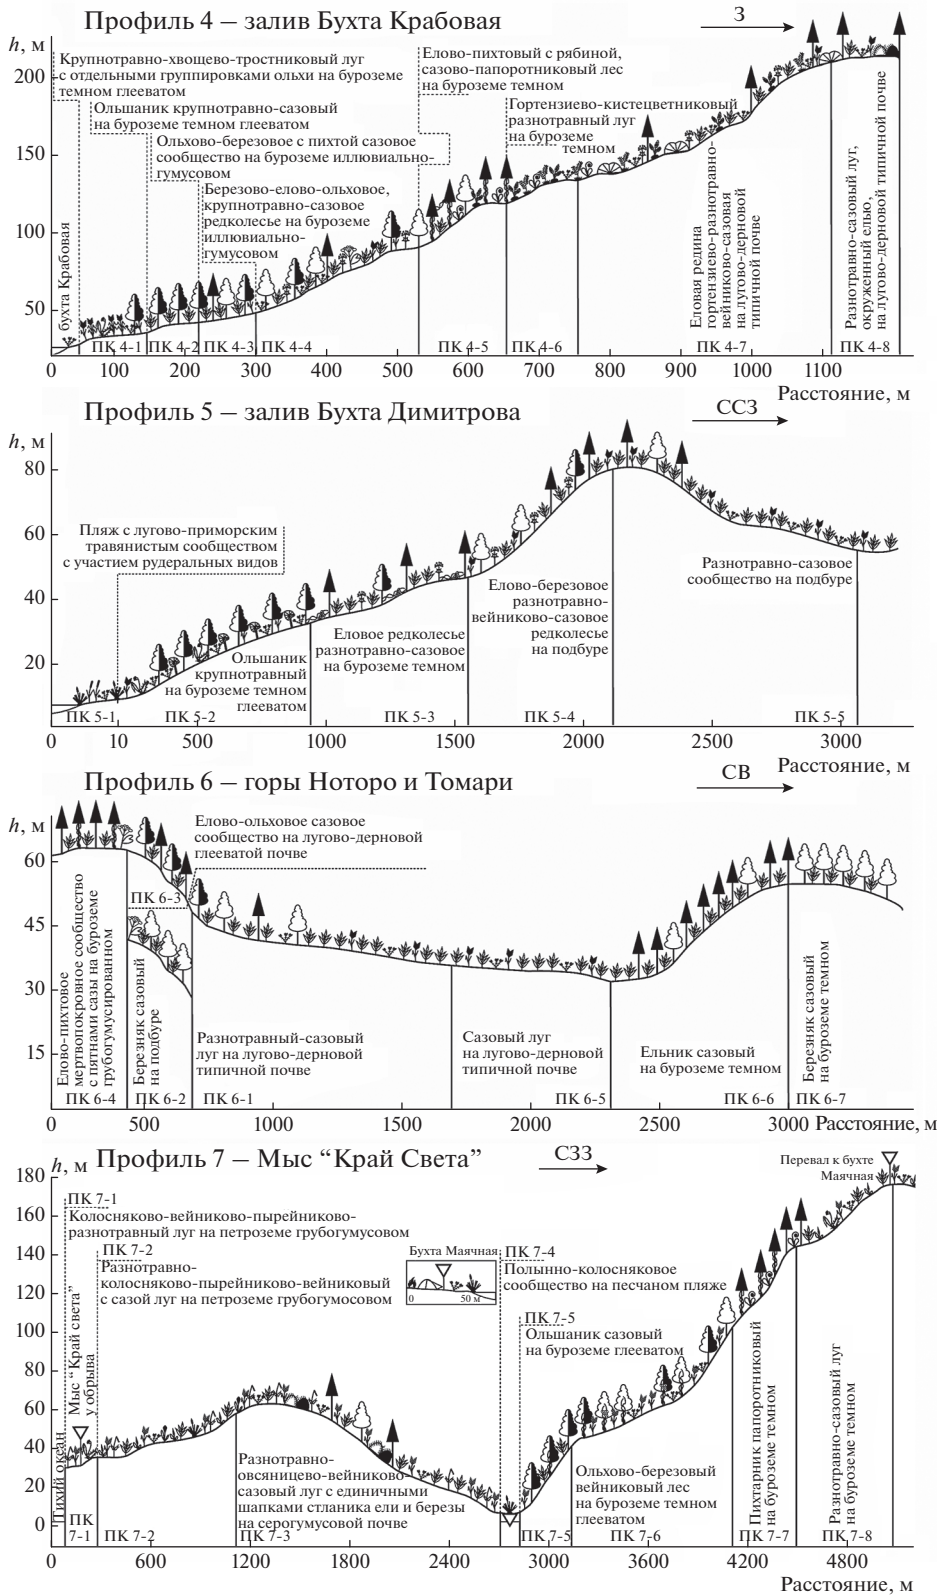 Профиль 4 – залив Бухта Крабовая
З
h, м
200
150
100
50
Крупнотравно-хвощево-тростниковый луг
с отдельными группировками ольхи на буроземе
темном глееватом
Ольшаник крупнотравно-сазовый
на буроземе темном глееватом
Ольхово-березовое с пихтой сазовое
сообщество на буроземе иллювиально-
гумусовом
Березово-елово-ольховое,
крупнотравно-сазовое
редколесье на буроземе
иллювиально-
гумусовом
Елово-пихтовый с рябиной,
сазово-папоротниковый лес
на буроземе темном
Гортензиево-кистецветниковый
разнотравный луг
на буроземе
темном
Еловая редина
гортензиево-разнотравно-
вейниково-сазовая
на лугово-дерновой
типичной почве
Разнотравно-сазовый луг,
окруженный елью,
на лугово-дерновой типичной почве
бухта Крабовая
ПК 4-1
ПК 4-2
ПК 4-3
ПК 4-4
ПК 4-5
ПК 4-6
ПК 4-7
ПК 4-8
0
100
200
300
400
500
600
700
800
900
1000
1100
Расстояние, м
Профиль 5 – залив Бухта Димитрова
ССЗ
h, м
80
60
40
20
Пляж с лугово-приморским
травянистым сообществом
с участием рудеральных видов
Ольшаник
крупнотравный
на буроземе темном
глееватом
Еловое редколесье
разнотравно-сазовое
на буроземе темном
Елово-березовое
разнотравно-
вейниково-сазовое
редколесье
на подбуре
Разнотравно-сазовое
сообщество на подбуре
ПК 5-1
ПК 5-2
ПК 5-3
ПК 5-4
ПК 5-5
0
10
500
1000
1500
2000
2500
3000
Расстояние, м
Профиль 6 – горыНоторо и Томари
СВ
h, м
60
45
30
15
Елово-ольховое сазовое
сообщество на лугово-дерновой
глееватой почве
ПК 6-3
Елово-пихтовое
мертвопокровное сообщество
с пятнами сазы на буроземе
грубогумусированном
Березняк сазовый
на подбуре
Разнотравный-сазовый
луг на лугово-дерновой
типичной почве
Сазовый луг
на лугово-дерновой
типичной почве
Ельник сазовый
на буроземе темном
Березняк сазовый
на буроземе темном
ПК 6-4
ПК 6-2
ПК 6-1
ПК 6-5
ПК 6-6
ПК 6-7
0
500
1000
1500
2000
2500
3000
Расстояние, м
Профиль 7 – Мыс “Край Света”
СЗЗ
h, м
180
160
140
120
100
80
60
40
20
0
ПК 7-1
Колосняково-вейниково-пырейниково-
разнотравный луг на петроземе грубогумусовом
ПК 7-2
Разнотравно-
колосняково-пырейниково-вейниковый
с сазой луг на петроземе грубогумосовом
Бухта Маячная
0
50 м
ПК 7-4
Полынно-колосняковое
сообщество на песчаном пляже
ПК 7-5
Ольшаник сазовый
на буроземе глееватом
Перевал к бухте
Маячная
Тихий океан
Мыс “Край света”
у обрыва
Разнотравно-
овсяницево-вейниково-
сазовый луг с единичными
шапками стланика ели и березы
на серогумусовой почве
Ольхово-березовый
вейниковый лес
на буроземе темном
глееватом
Пихтарник папоротниковый
на буроземе темном
Разнотравно-сазовый луг
на буроземе темном
ПК
7-1
ПК 7-2
ПК 7-3
ПК 7-5
ПК 7-6
ПК 7-7
ПК 7-8
0
600
1200
1800
2400
3000
3600
4200
4800
Расстояние, м